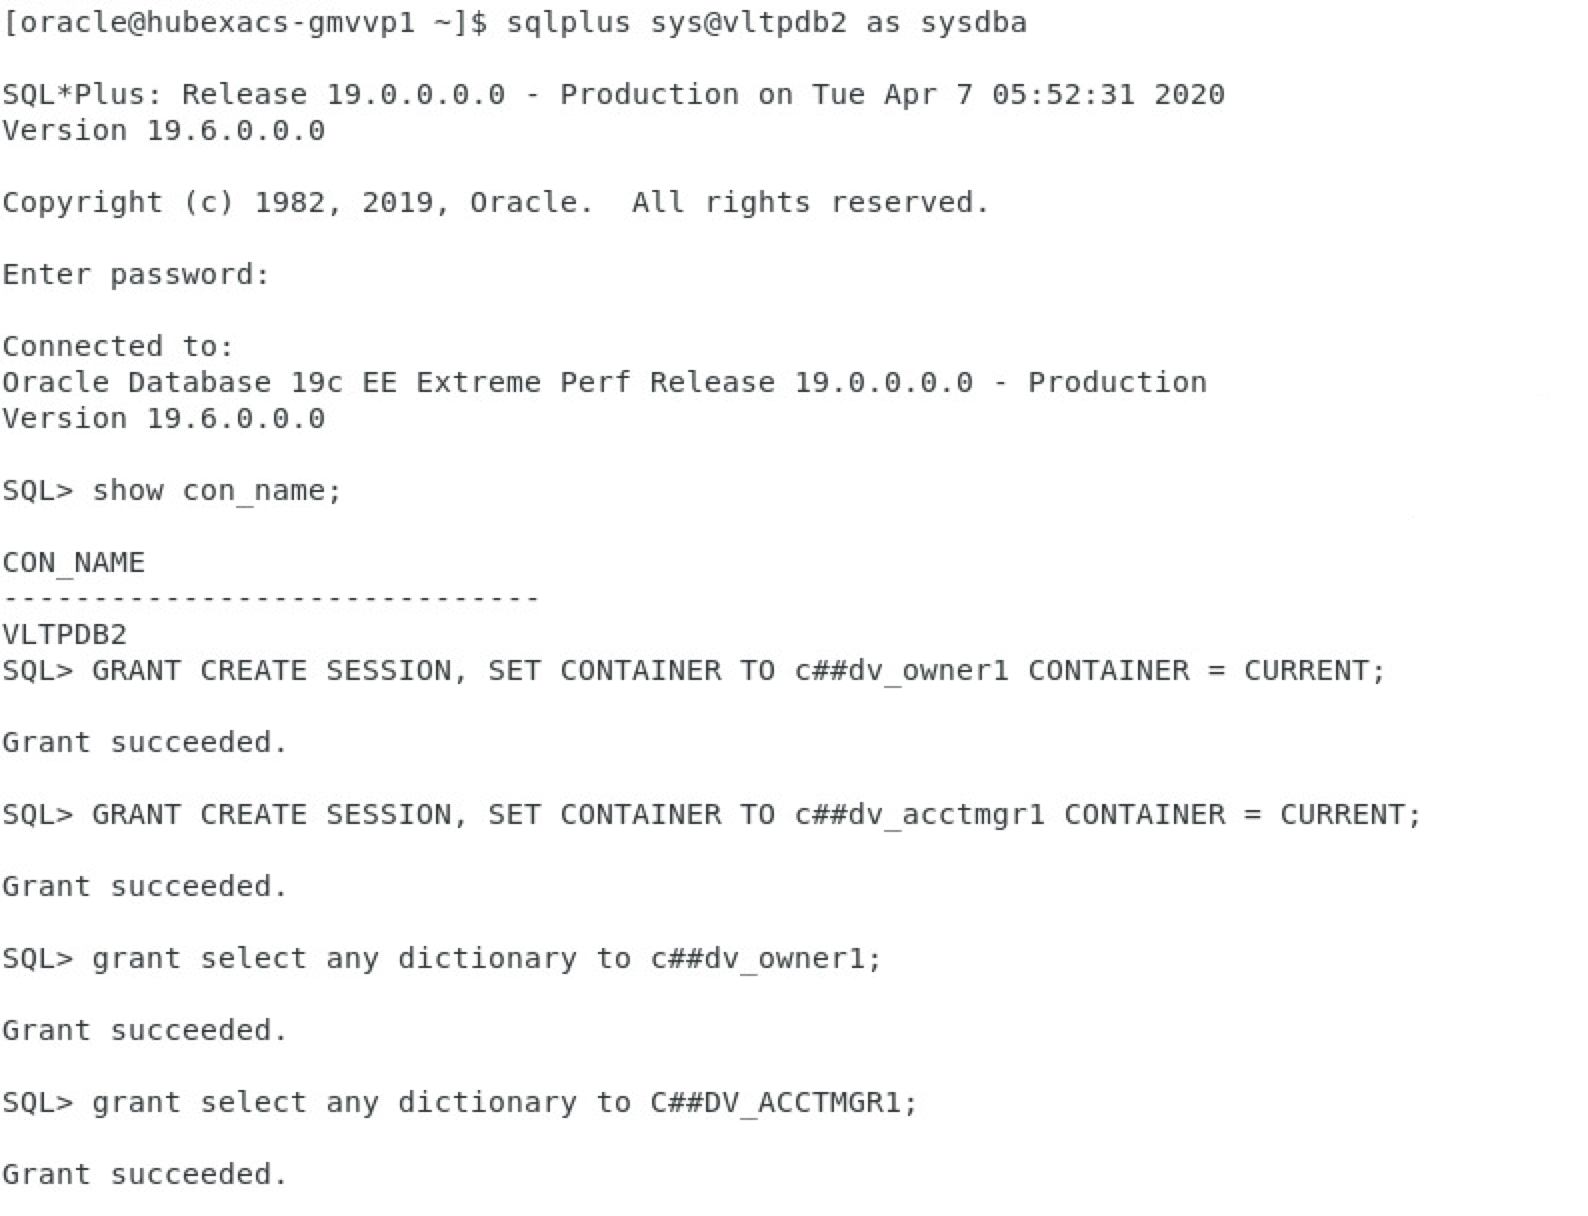 [oracle@hubexacs-gmvvp1 ~]$ sqlplus sys@vltpdb2 as sysdba
SQL*Plus: Release 19.0.0.0.0 - Production on Tue Apr 7 05:52:31 2020
Version 19.6.0.0.0
Copyright (c) 1982, 2019, Oracle.  All rights reserved.
Enter password:
Connected to:
Oracle Database 19c EE Extreme Perf Release 19.0.0.0.0 - Production
Version 19.6.0.0.0
SQL> show con_name;
CON_NAME
------------------------------
VLTPDB2
SQL> GRANT CREATE SESSION, SET CONTAINER TO c##dv_owner1 CONTAINER = CURRENT;
Grant succeeded.
SQL> GRANT CREATE SESSION, SET CONTAINER TO c##dv_acctmgr1 CONTAINER = CURRENT;
Grant succeeded.
SQL> grant select any dictionary to c##dv_owner1;
Grant succeeded.
SQL> grant select any dictionary to C##DV_ACCTMGR1;
Grant succeeded.